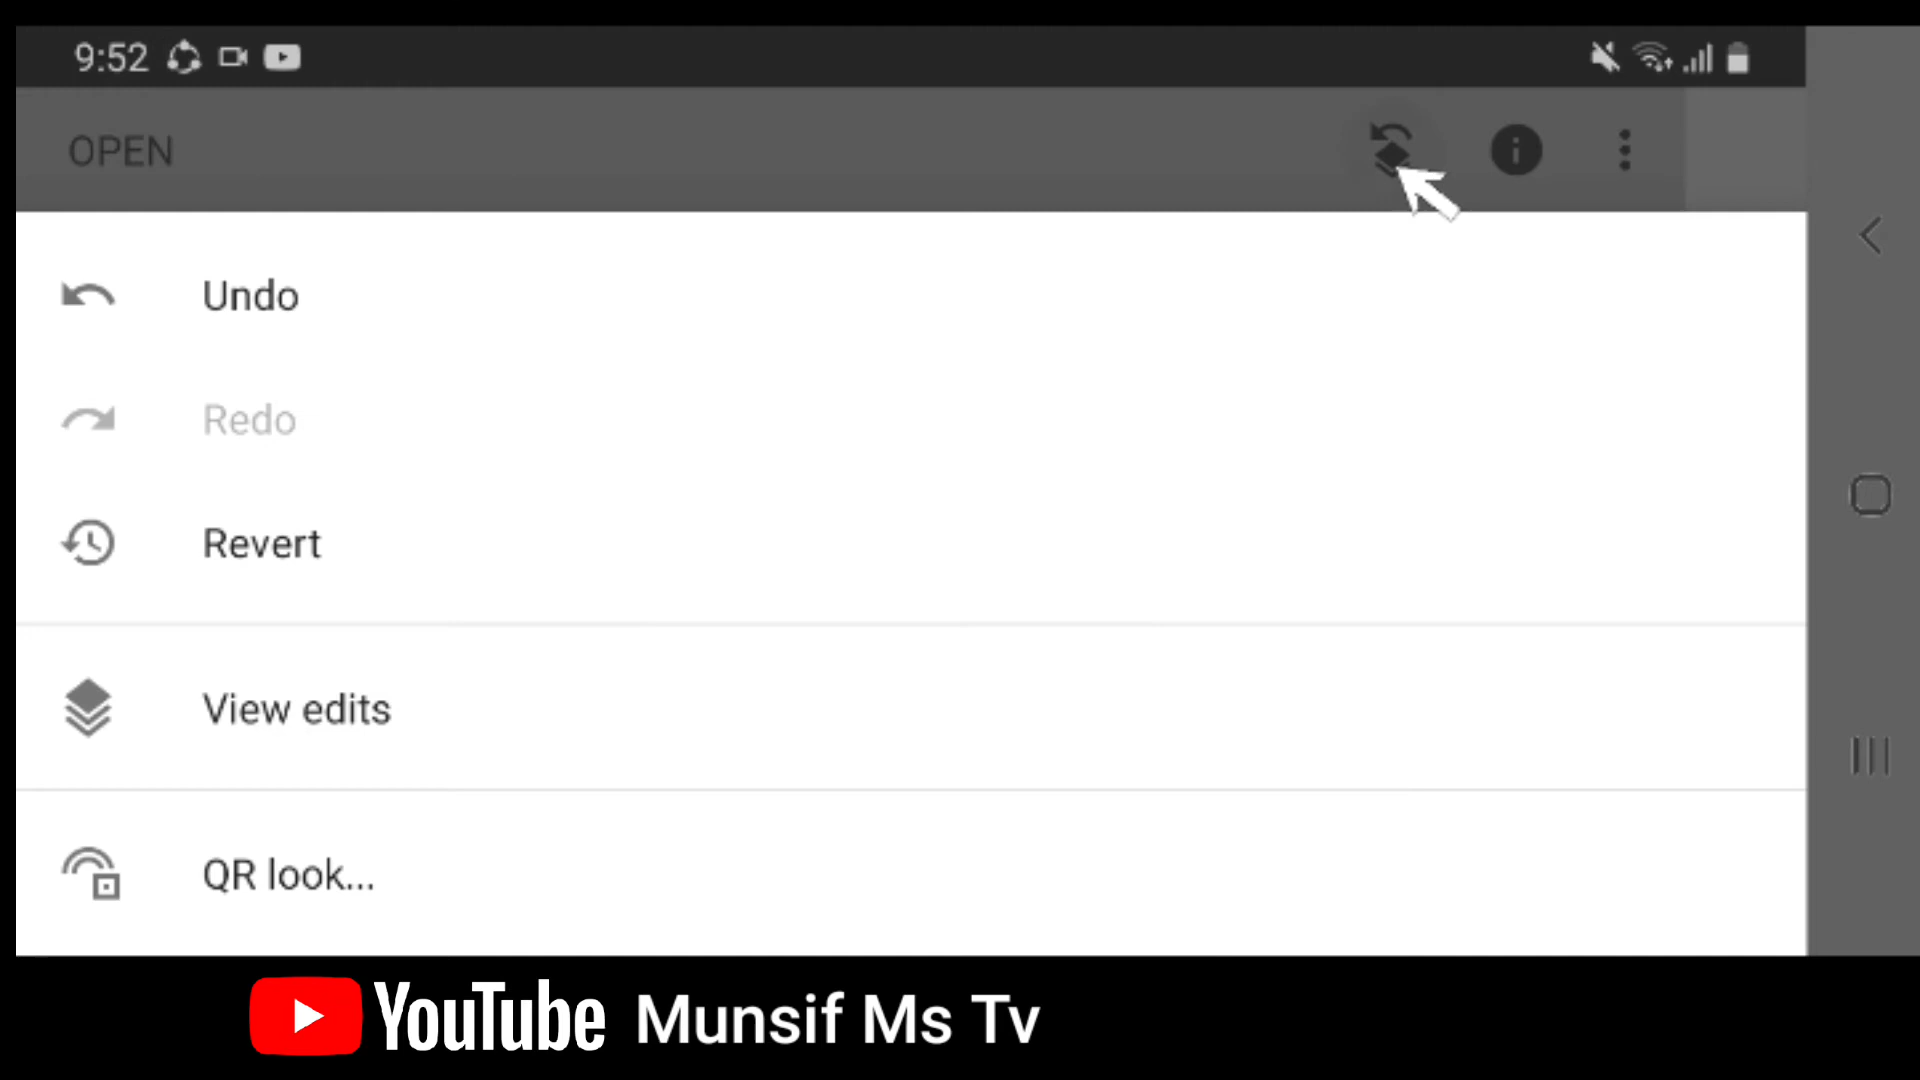 9:52
OPEN
Undo
Redo
Revert
View edits
QR look...
YouTube Munsif Ms Tv